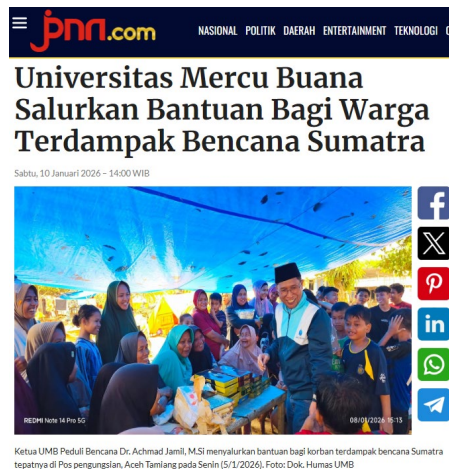 jpnn.com
NASIONAL POLITIK DAERAH ENTERTAINMENT TEKNOLOGI
Universitas Mercu Buana
Salurkan Bantuan Bagi Warga
Terdampak Bencana Sumatra
Sabtu, 10 Januari 2026 – 14:00 WIB
REDMI Note 14 Pro 5G
08/01/2026 15:13
Ketua UMB Peduli Bencana Dr. Achmad Jamil, M.Si menyalurkan bantuan bagi korban terdampak bencana Sumatra
tepatnya di Pos pengungsian, Aceh Tamiang pada Senin (5/1/2026). Foto: Dok. Humas UMB